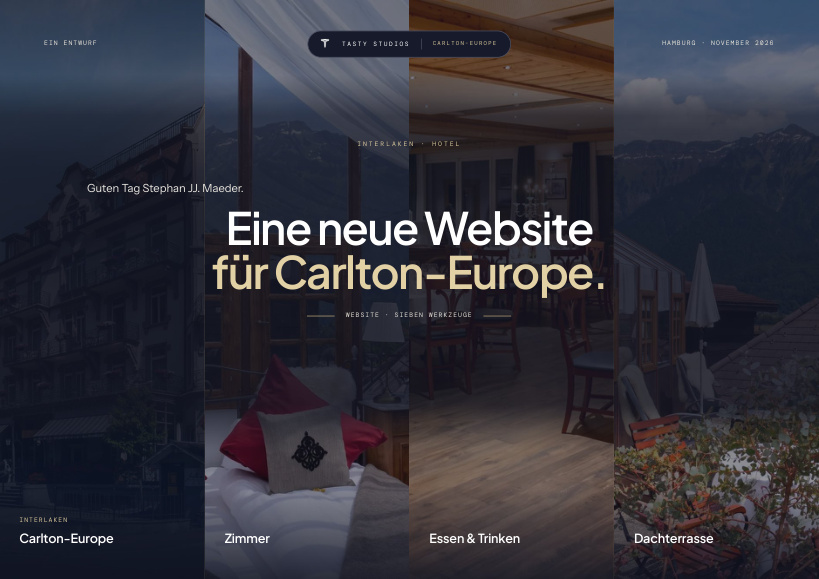 EIN ENTWURF
TASTY STUDIOS
CARLTON-EUROPE
HAMBURG · NOVEMBER 2026
INTERLAKEN · HOTEL
Guten Tag Stephan JJ. Maeder.
Eine neue Website
für Carlton-Europe.
WEBSITE · SIEBEN WERKZEUGE
INTERLAKEN
Carlton-Europe
Zimmer
Essen & Trinken
Dachterrasse